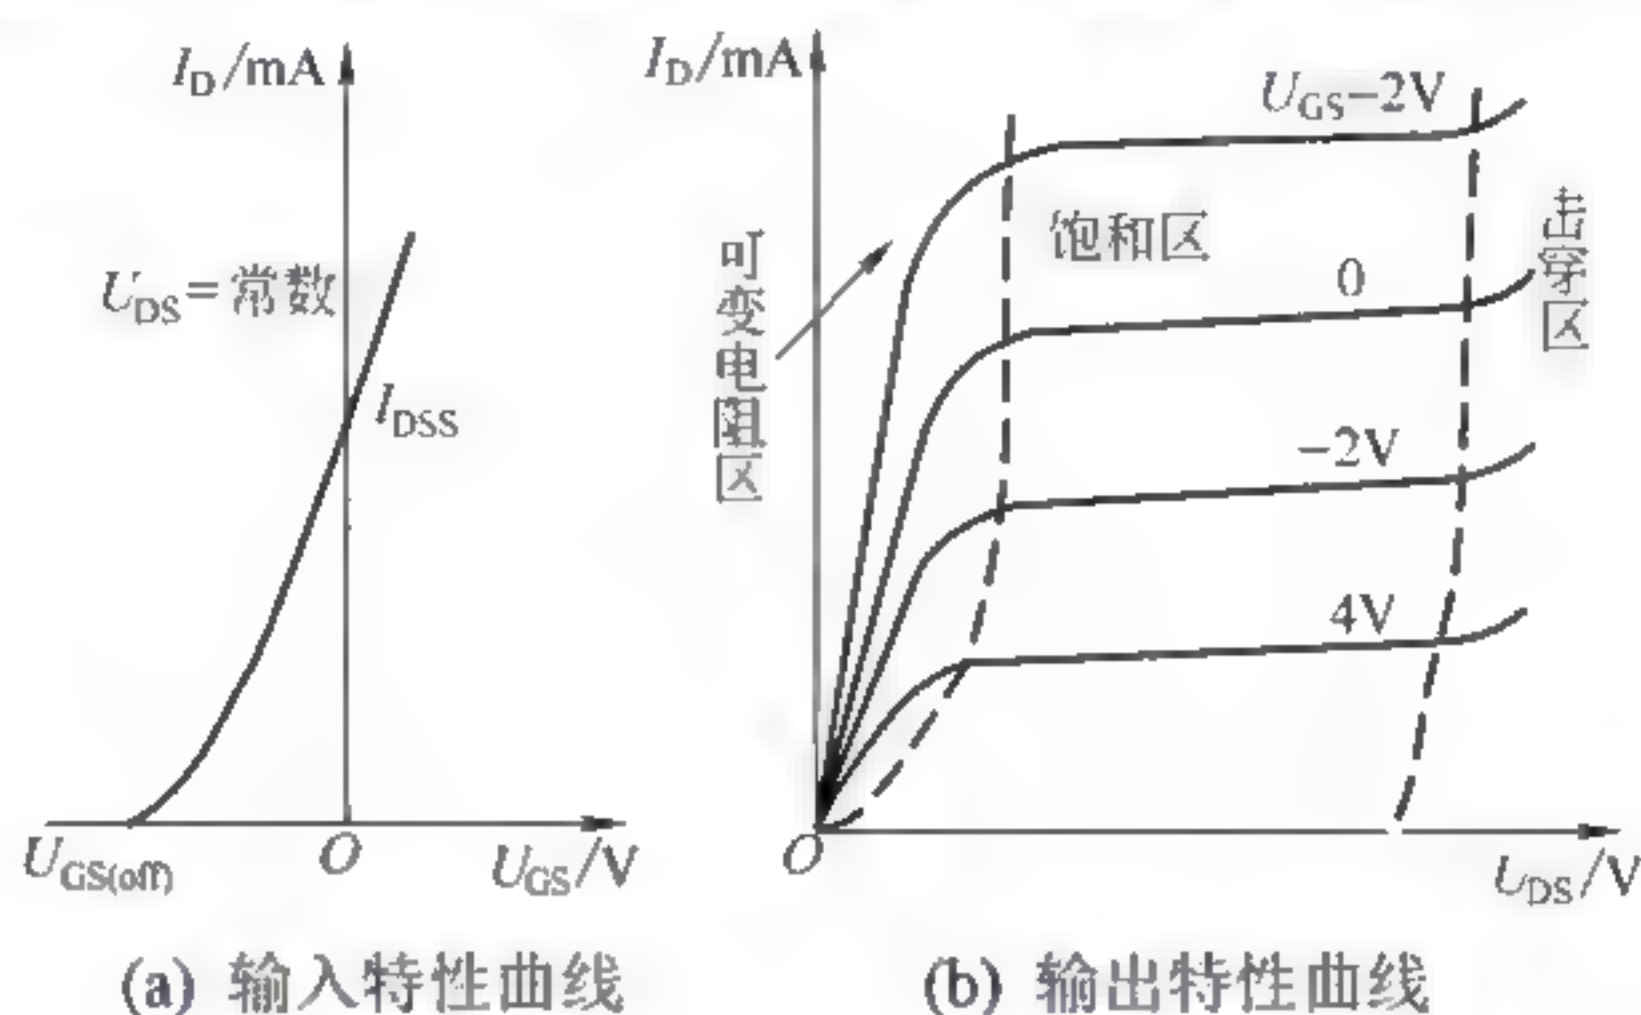 I_D/mA
U_DS=常数
I_DSS
U_GS(off)
O
U_GS/V
(a) 输入特性曲线
I_D/mA
U_GS−2V
可变电阻区
饱和区
击穿区
0
−2V
4V
O
U_DS/V
(b) 输出特性曲线